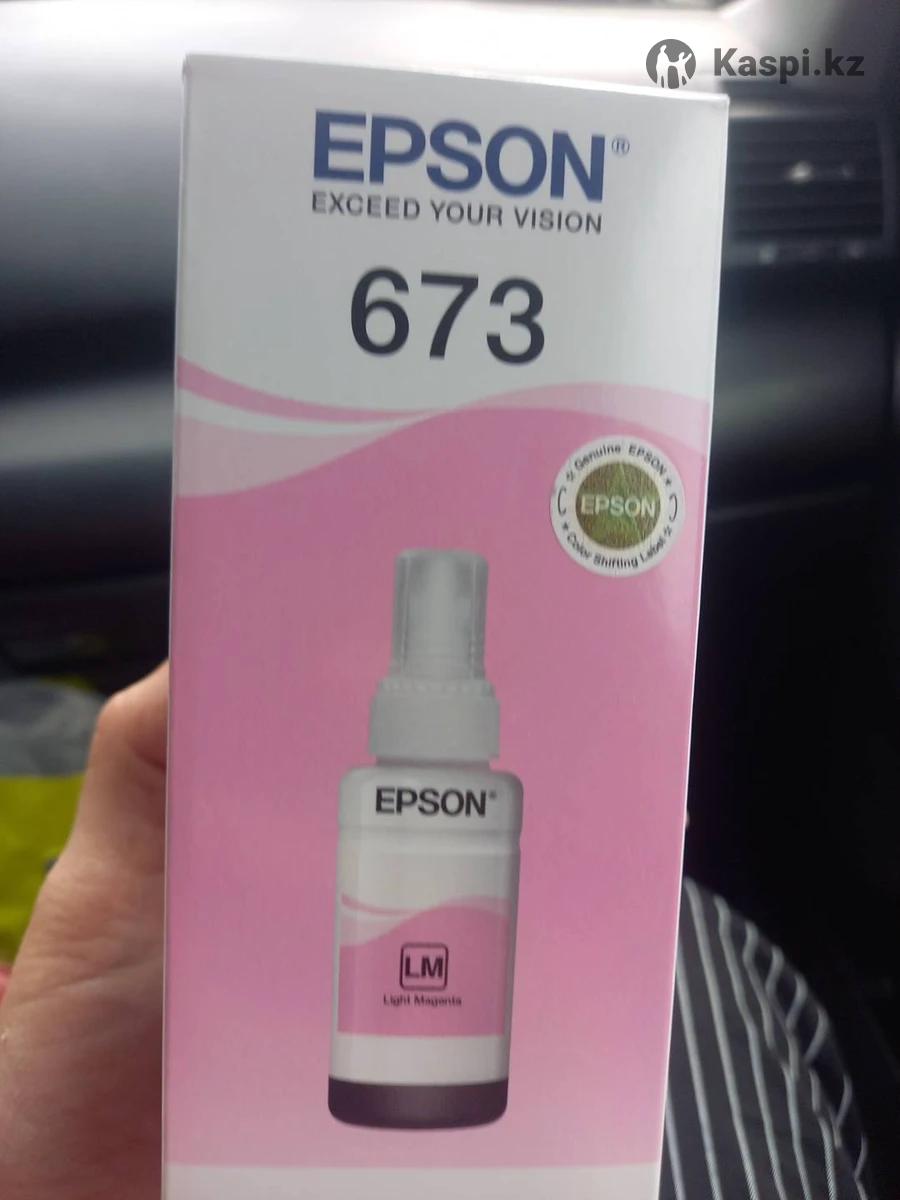 Kaspi.kz
EPSON®
EXCEED YOUR VISION
673
Genuine EPSON
EPSON
Color Shifting Label
EPSON®
LM
Light Magenta